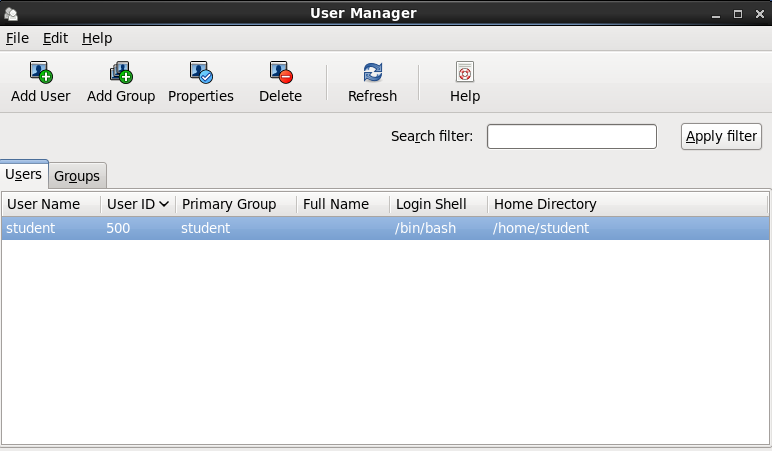 User Manager
File Edit Help
Add User Add Group Properties Delete Refresh Help
Search filter: Apply filter
Users Groups
User Name User ID Primary Group Full Name Login Shell Home Directory
student 500 student /bin/bash /home/student